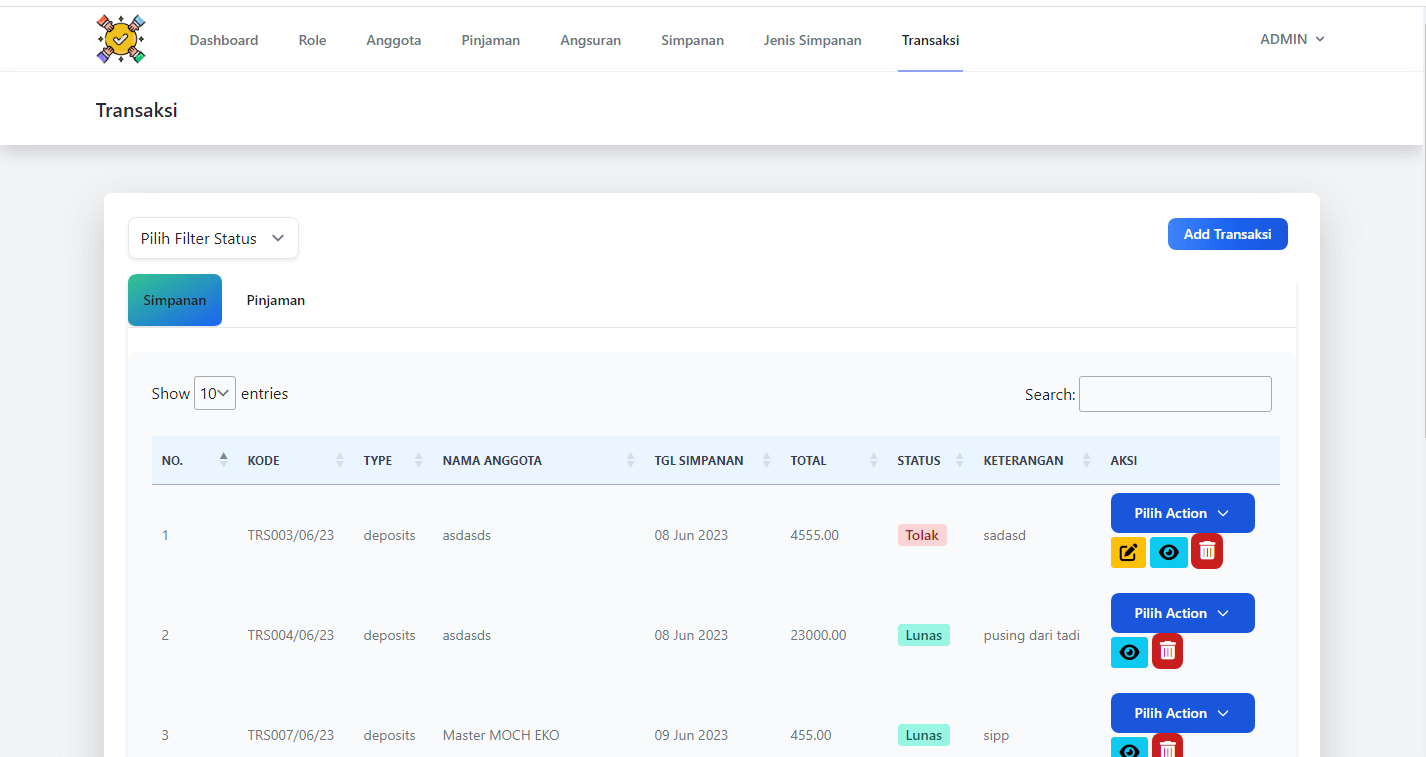 Dashboard Role Anggota Pinjaman Angsuran Simpanan Jenis Simpanan Transaksi ADMIN
Transaksi
Pilih Filter Status Add Transaksi
Simpanan Pinjaman
Show 10 entries Search:
NO. KODE TYPE NAMA ANGGOTA TGL SIMPANAN TOTAL STATUS KETERANGAN AKSI
Pilih Action
1 TRS003/06/23 deposits asdasds 08 Jun 2023 4555.00 Tolak sadasd
Pilih Action
2 TRS004/06/23 deposits asdasds 08 Jun 2023 23000.00 Lunas pusing dari tadi
Pilih Action
3 TRS007/06/23 deposits Master MOCH EKO 09 Jun 2023 455.00 Lunas sipp